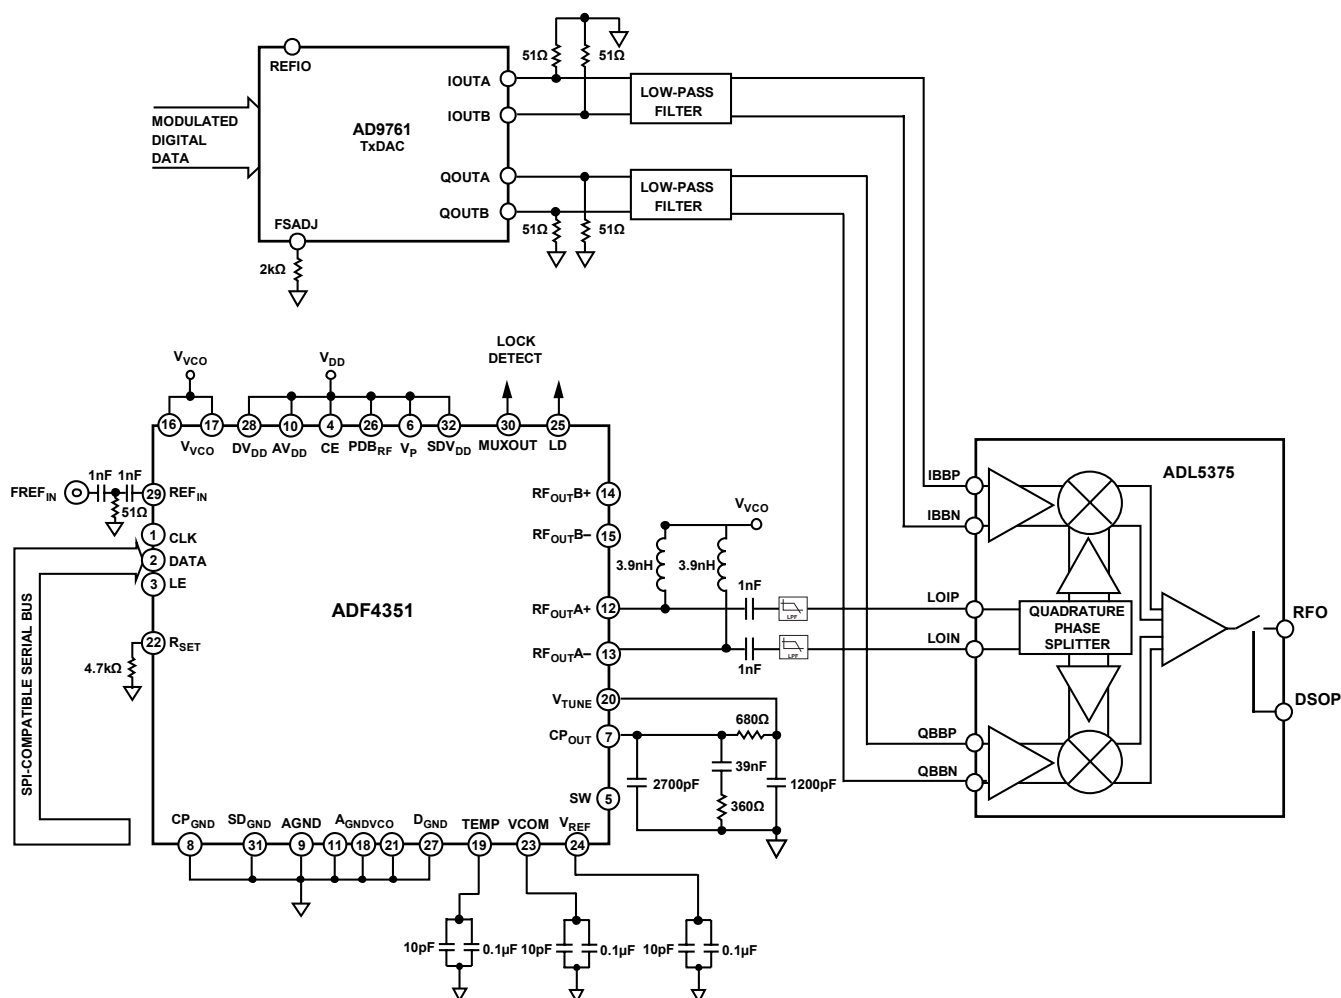 51Ω
51Ω
REFIO
IOUTA
LOW-PASS
FILTER
MODULATED
DIGITAL
DATA
AD9761
TxDAC
IOUTB
QOUTA
LOW-PASS
FILTER
QOUTB
FSADJ
51Ω
51Ω
2kΩ
LOCK
DETECT
VVCO
VDD
16
17
28
10
4
26
6
32
30
25
VVCO
DVDD
AVDD
CE
PDBRF
VP
SDVDD
MUXOUT
LD
ADL5375
1nF
1nF
FREFIN
29
REFIN
51Ω
RFOUTB+
14
IBBP
1
CLK
RFOUTB–
15
VVCO
IBBN
2
DATA
3
LE
3.9nH
3.9nH
1nF
ADF4351
RFOUTA+
12
LPF
LOIP
QUADRATURE
PHASE
SPLITTER
RFO
22
RSET
RFOUTA–
13
LPF
LOIN
1nF
4.7kΩ
SPI-COMPATIBLE SERIAL BUS
VTUNE
20
DSOP
680Ω
CPOUT
7
QBBP
39nF
2700pF
1200pF
QBBN
SW
5
360Ω
CPGND
SDGND
AGND
AGNDVCO
DGND
TEMP
VCOM
VREF
8
31
9
11
18
21
27
19
23
24
10pF
0.1µF
10pF
0.1µF
10pF
0.1µF